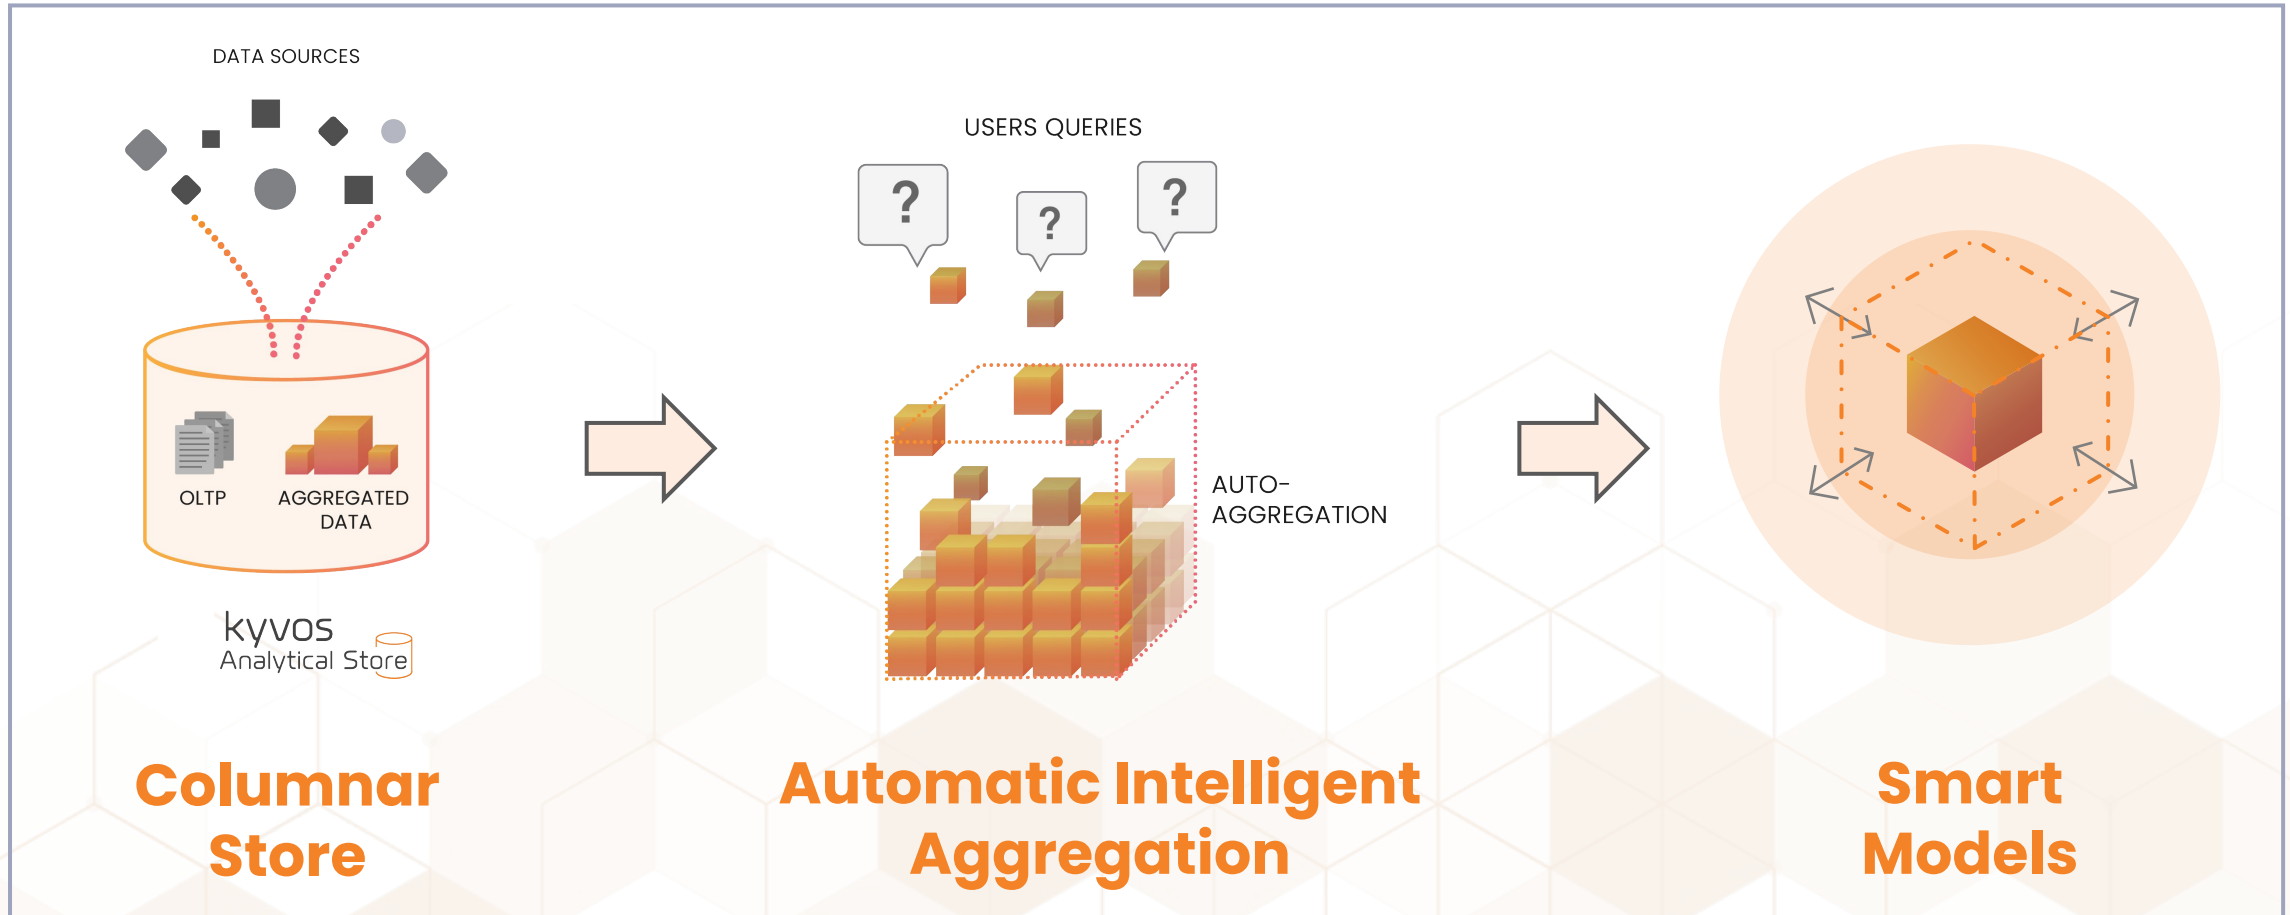 DATA SOURCES
OLTP
AGGREGATED
DATA
kyvos
Analytical Store
Columnar
Store
USERS QUERIES
?
?
?
AUTO-
AGGREGATION
Automatic Intelligent
Aggregation
Smart
Models